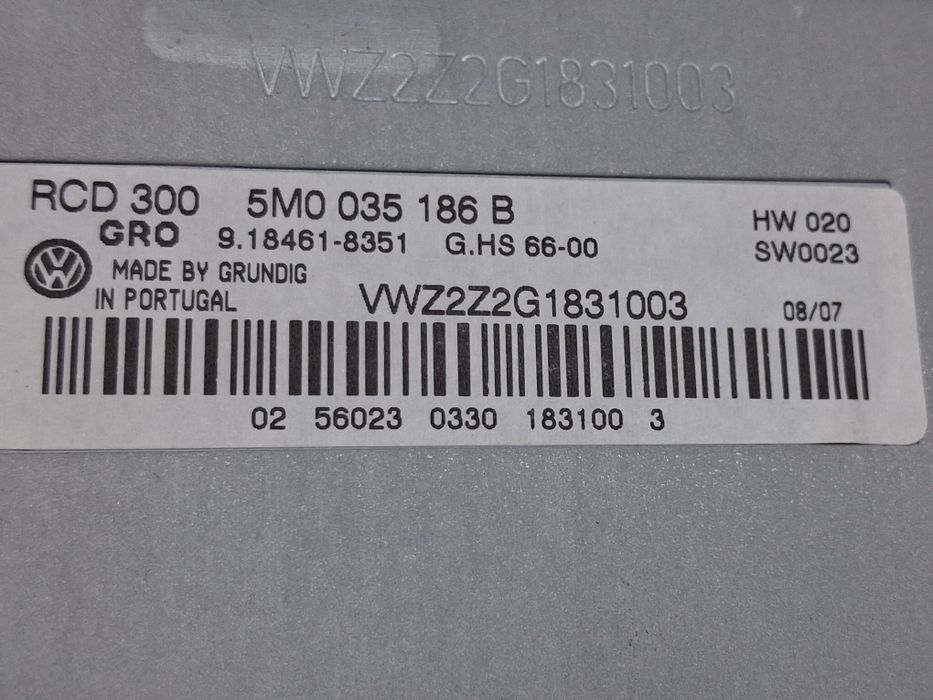 VWZ2Z2G1831003
RCD 300 5M0 035 186 B HW 020
GRO 9.18461-8351 G.HS 66-00 SW0023
MADE BY GRUNDIG
IN PORTUGAL VWZ2Z2G1831003 08/07
02 56023 0330 183100 3